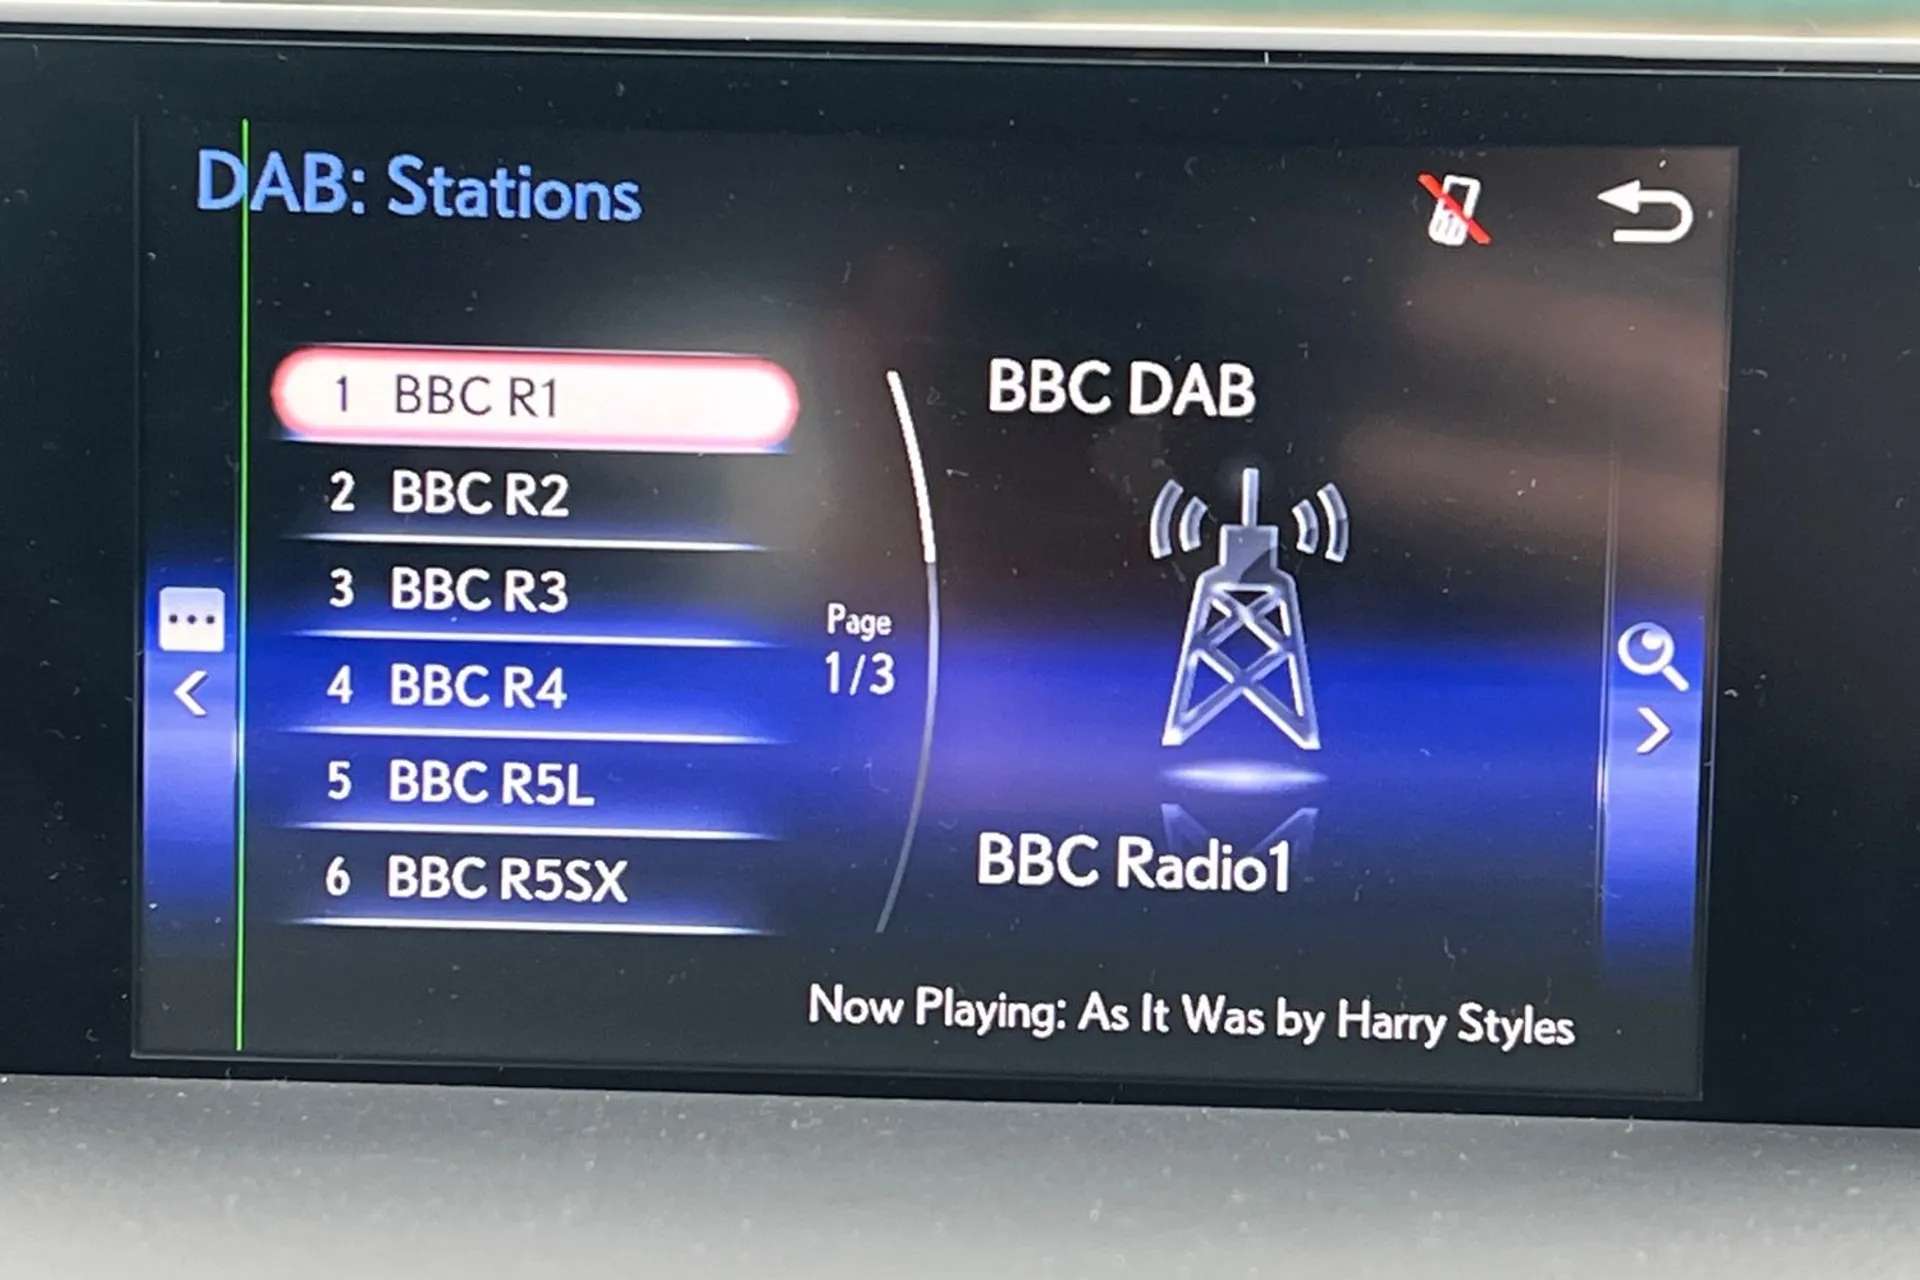 DAB: Stations
1 BBC R1
2 BBC R2
3 BBC R3
4 BBC R4
5 BBC R5L
6 BBC R5SX
Page
1/3
BBC DAB
BBC Radio1
Now Playing: As It Was by Harry Styles